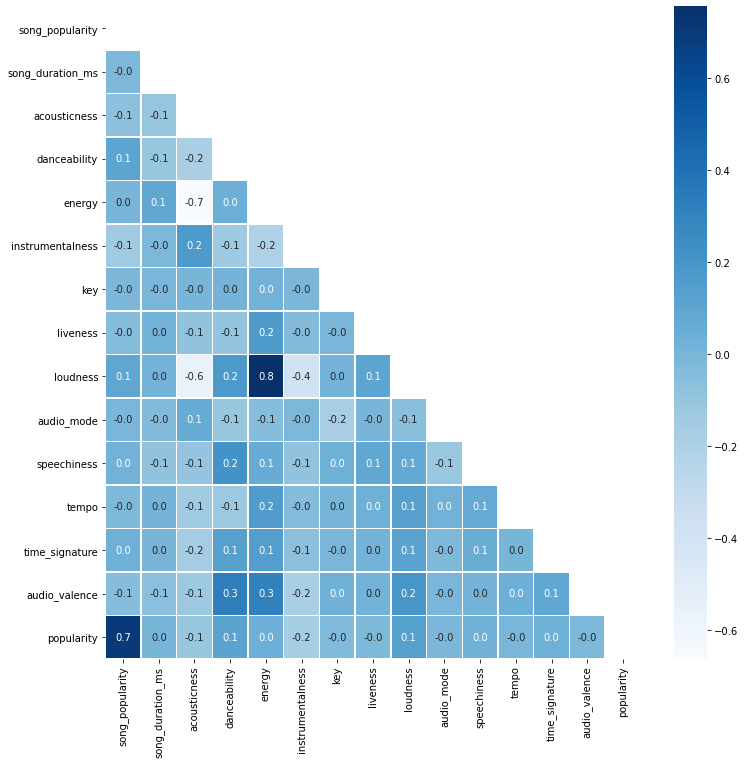 song_popularity
song_duration_ms -0.0
acousticness -0.1 -0.1
danceability 0.1 -0.1 -0.2
energy 0.0 0.1 -0.7 0.0
instrumentalness -0.1 -0.0 0.2 -0.1 -0.2
key -0.0 -0.0 -0.0 0.0 0.0 -0.0
liveness -0.0 0.0 -0.1 -0.1 0.2 -0.0 -0.0
loudness 0.1 0.0 -0.6 0.2 0.8 -0.4 0.0 0.1
audio_mode -0.0 -0.0 0.1 -0.1 -0.1 -0.0 -0.2 -0.0 -0.1
speechiness 0.0 -0.1 -0.1 0.2 0.1 -0.1 0.0 0.1 0.1 -0.1
tempo -0.0 0.0 -0.1 -0.1 0.2 -0.0 0.0 0.0 0.1 0.0 0.1
time_signature 0.0 0.0 -0.2 0.1 0.1 -0.1 -0.0 0.0 0.1 -0.0 0.1 0.0
audio_valence -0.1 -0.1 -0.1 0.3 0.3 -0.2 0.0 0.0 0.2 -0.0 0.0 0.0 0.1
popularity 0.7 0.0 -0.1 0.1 0.0 -0.2 -0.0 -0.0 0.1 -0.0 0.0 -0.0 0.0 -0.0
song_popularity
song_duration_ms
acousticness
danceability
energy
instrumentalness
key
liveness
loudness
audio_mode
speechiness
tempo
time_signature
audio_valence
popularity
0.6
0.4
0.2
0.0
−0.2
−0.4
−0.6